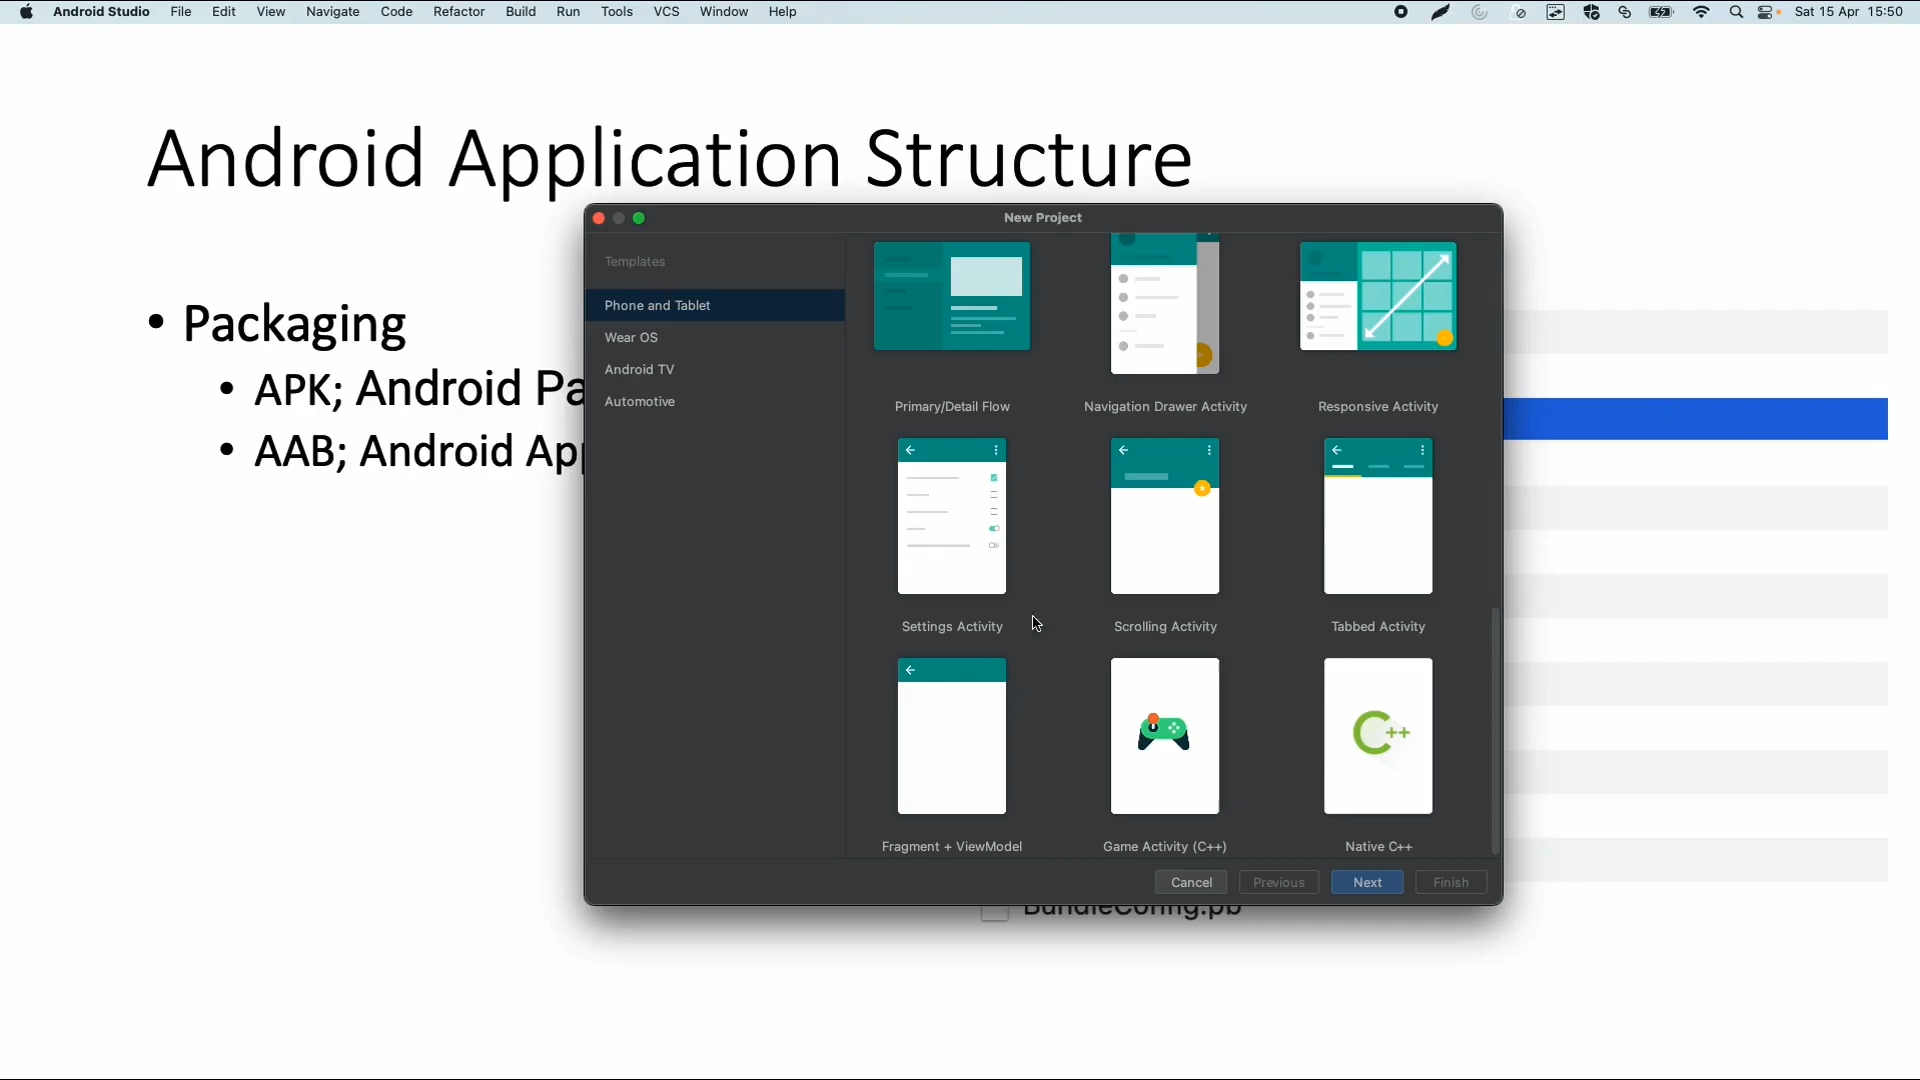 Android Studio File Edit View Navigate Code Refactor Build Run Tools VCS Window Help Sat 15 Apr 15:50
Android Application Structure
• Packaging
• APK; Android Pa
• AAB; Android Ap
New Project
Templates
Phone and Tablet
Wear OS
Android TV
Automotive
Primary/Detail Flow Navigation Drawer Activity Responsive Activity
Settings Activity Scrolling Activity Tabbed Activity
C++
Fragment + ViewModel Game Activity (C++) Native C++
Cancel Previous Next Finish
BundleConfig.pb